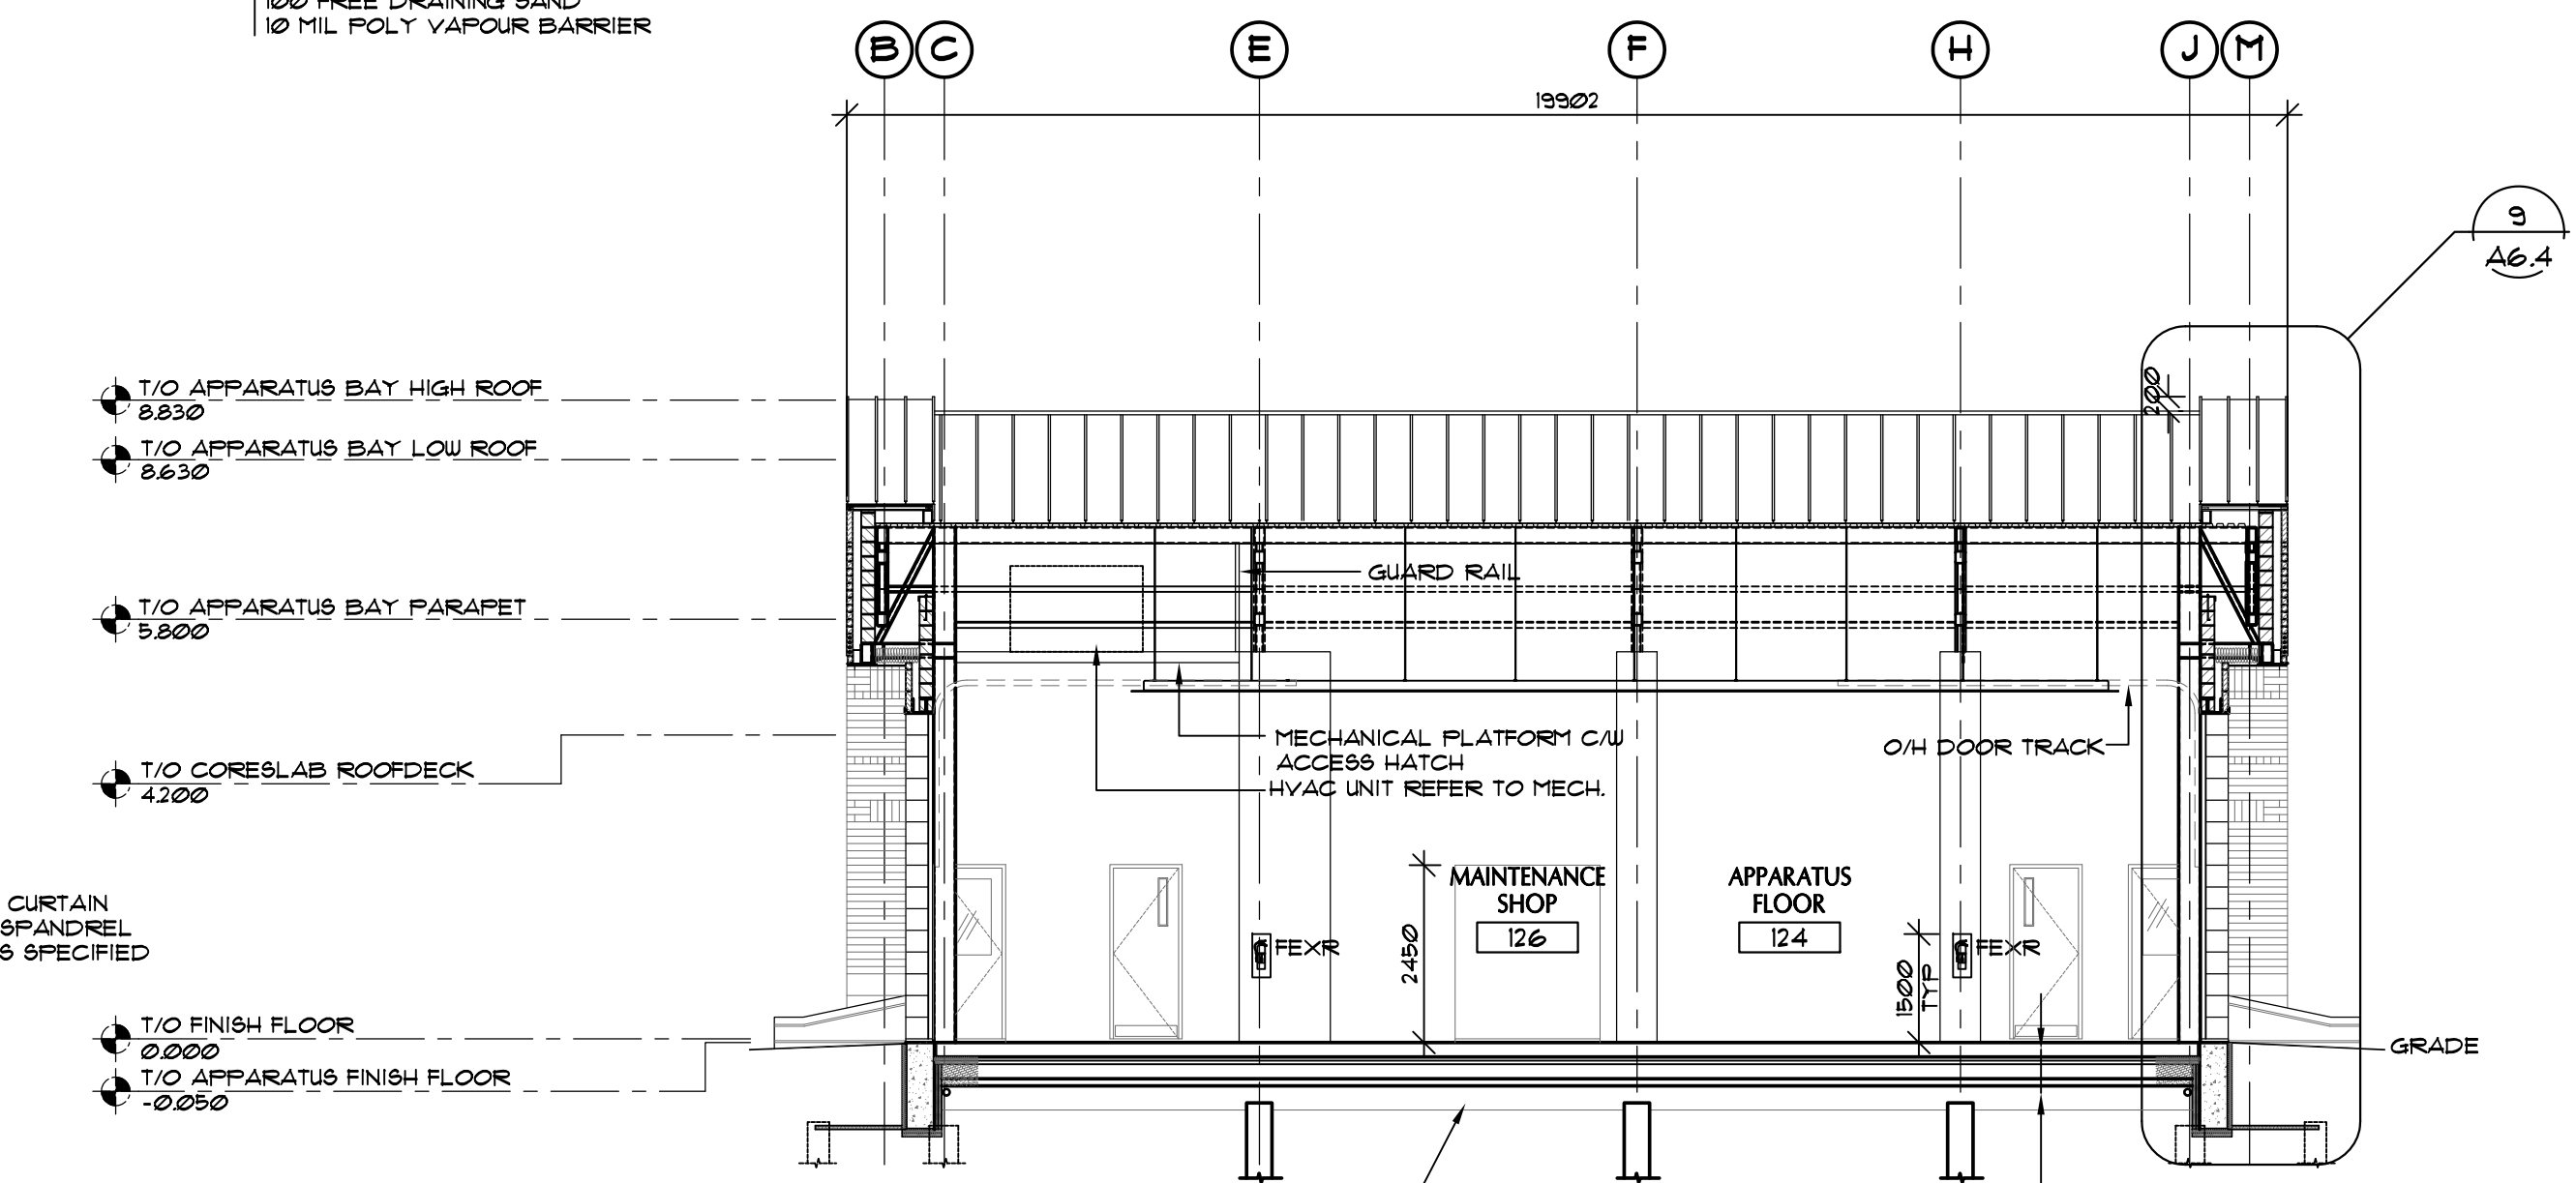 100 FREE DRAINING SAND
10 MIL POLY VAPOUR BARRIER
B C E F H J M
19902
9
A6.4
200
T/O APPARATUS BAY HIGH ROOF
8.830
T/O APPARATUS BAY LOW ROOF
8.630
GUARD RAIL
T/O APPARATUS BAY PARAPET
5.800
MECHANICAL PLATFORM C/W
ACCESS HATCH
HVAC UNIT REFER TO MECH.
O/H DOOR TRACK
T/O CORESLAB ROOFDECK
4.200
CURTAIN
SPANDREL
S SPECIFIED
MAINTENANCE
SHOP
126
APPARATUS
FLOOR
124
2450
FEXR
1500
TYP
FEXR
T/O FINISH FLOOR
0.000
GRADE
T/O APPARATUS FINISH FLOOR
-0.050